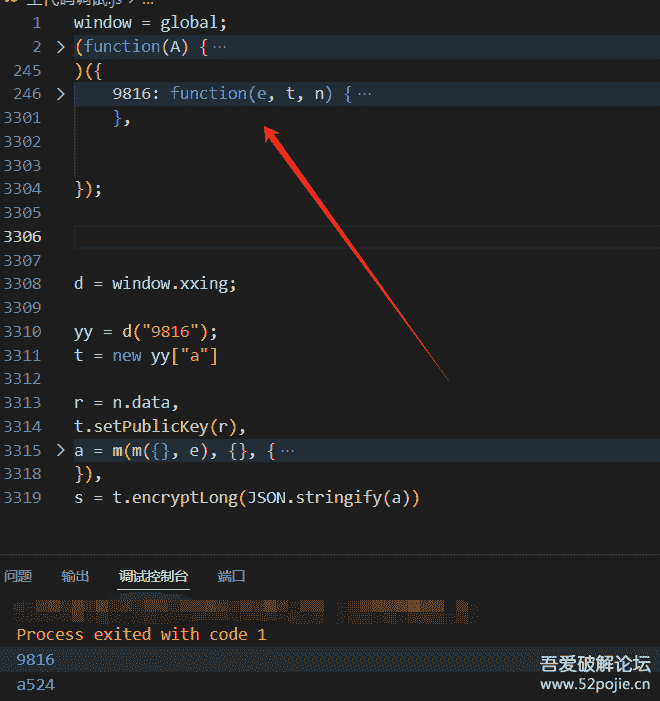 1 window = global;
2 > (function(A) { ···
245 )({
246 > 9816: function(e, t, n) { ···
3301 },
3302
3303
3304 });
3305
3306
3307
3308 d = window.xxing;
3309
3310 yy = d("9816");
3311 t = new yy["a"]
3312
3313 r = n.data,
3314 t.setPublicKey(r),
3315 > a = m(m({}, e), {}, { ···
3318 }),
3319 s = t.encryptLong(JSON.stringify(a))
问题 输出 调试控制台 端口
Process exited with code 1
9816
a524
吾爱破解论坛
www.52pojie.cn